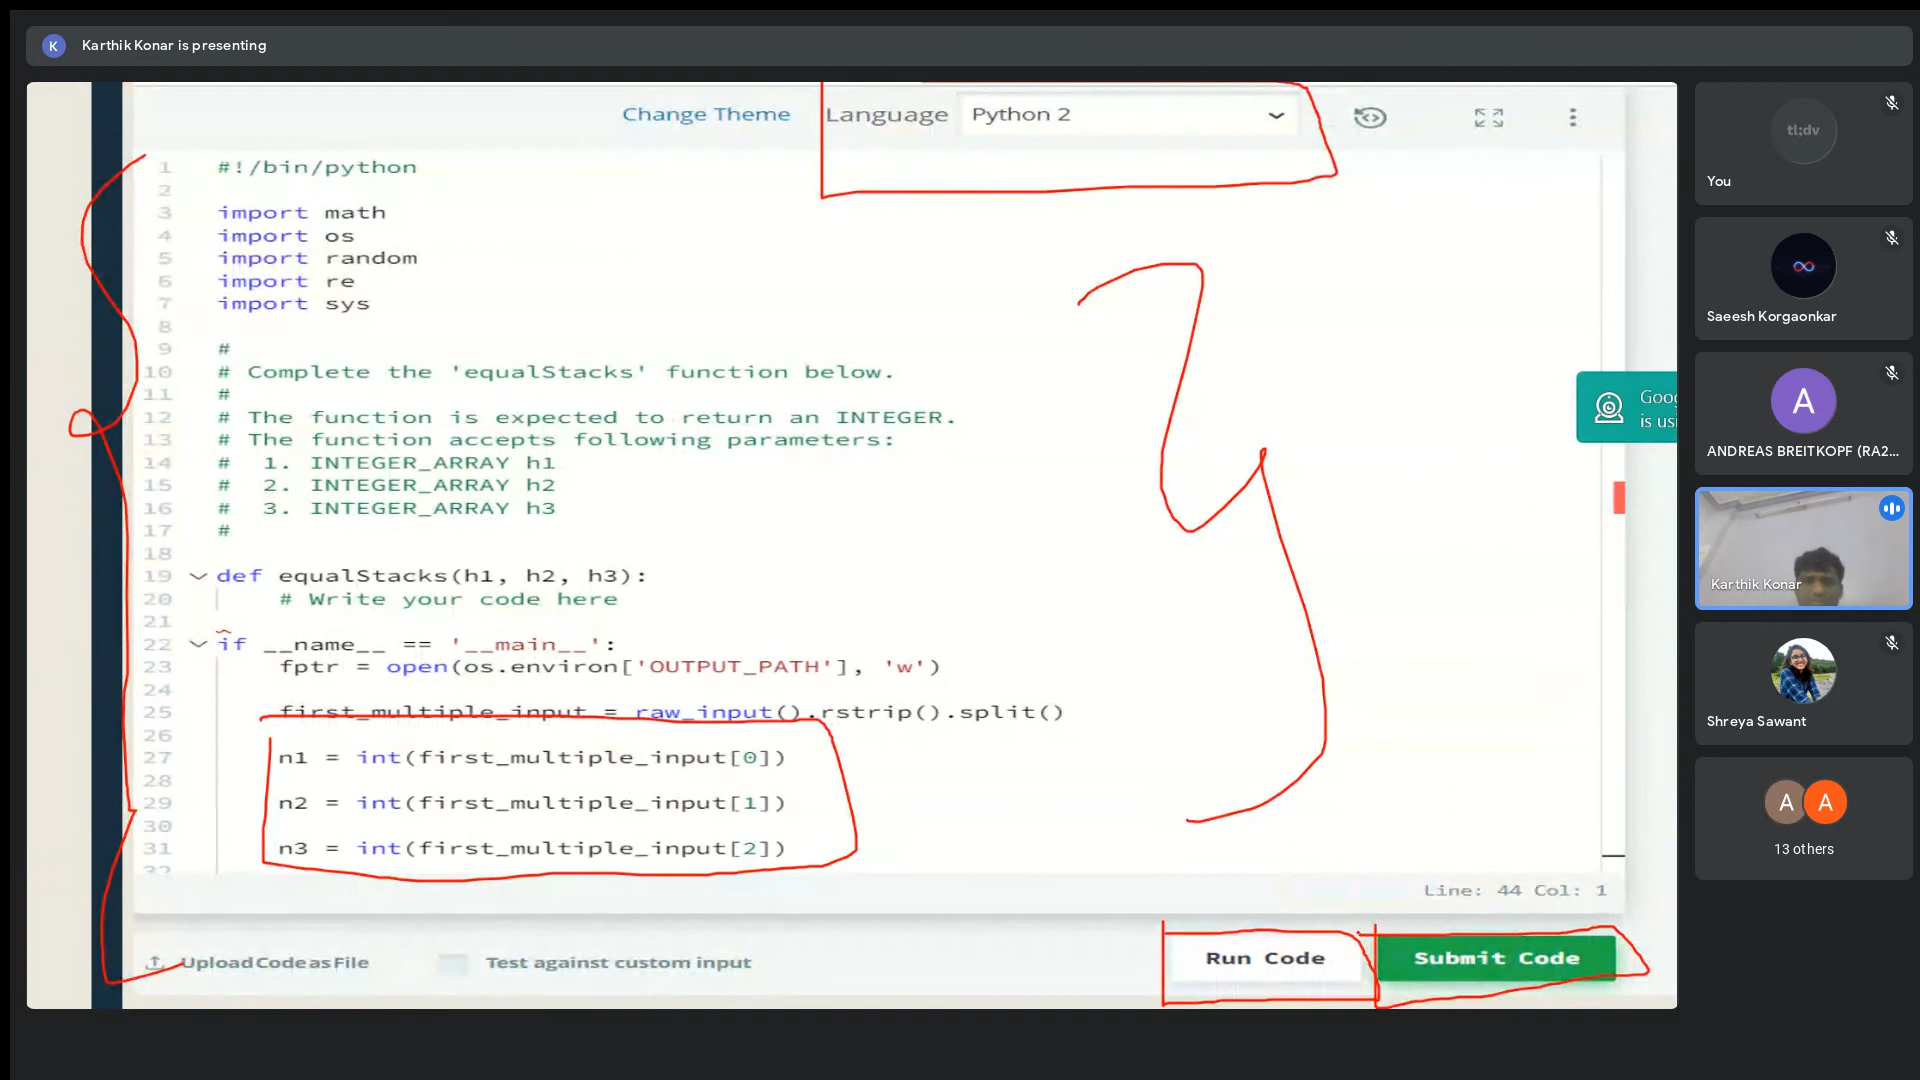 K Karthik Konar is presenting
Change Theme Language Python 2
1 #!/bin/python
2
3 import math
4 import os
5 import random
6 import re
7 import sys
8
9 #
10 # Complete the 'equalStacks' function below.
11 #
12 # The function is expected to return an INTEGER.
13 # The function accepts following parameters:
14 #  1. INTEGER_ARRAY h1
15 #  2. INTEGER_ARRAY h2
16 #  3. INTEGER_ARRAY h3
17 #
18
19 def equalStacks(h1, h2, h3):
20     # Write your code here
21
22 if __name__ == '__main__':
23     fptr = open(os.environ['OUTPUT_PATH'], 'w')
24
25     first_multiple_input = raw_input().rstrip().split()
26
27     n1 = int(first_multiple_input[0])
28
29     n2 = int(first_multiple_input[1])
30
31     n3 = int(first_multiple_input[2])
32
Line: 44 Col: 1
Upload Code as File Test against custom input Run Code Submit Code
is
tl;dv
You
Saeesh Korgaonkar
A
ANDREAS BREITKOPF (RA2...
Karthik Konar
Shreya Sawant
A A
13 others